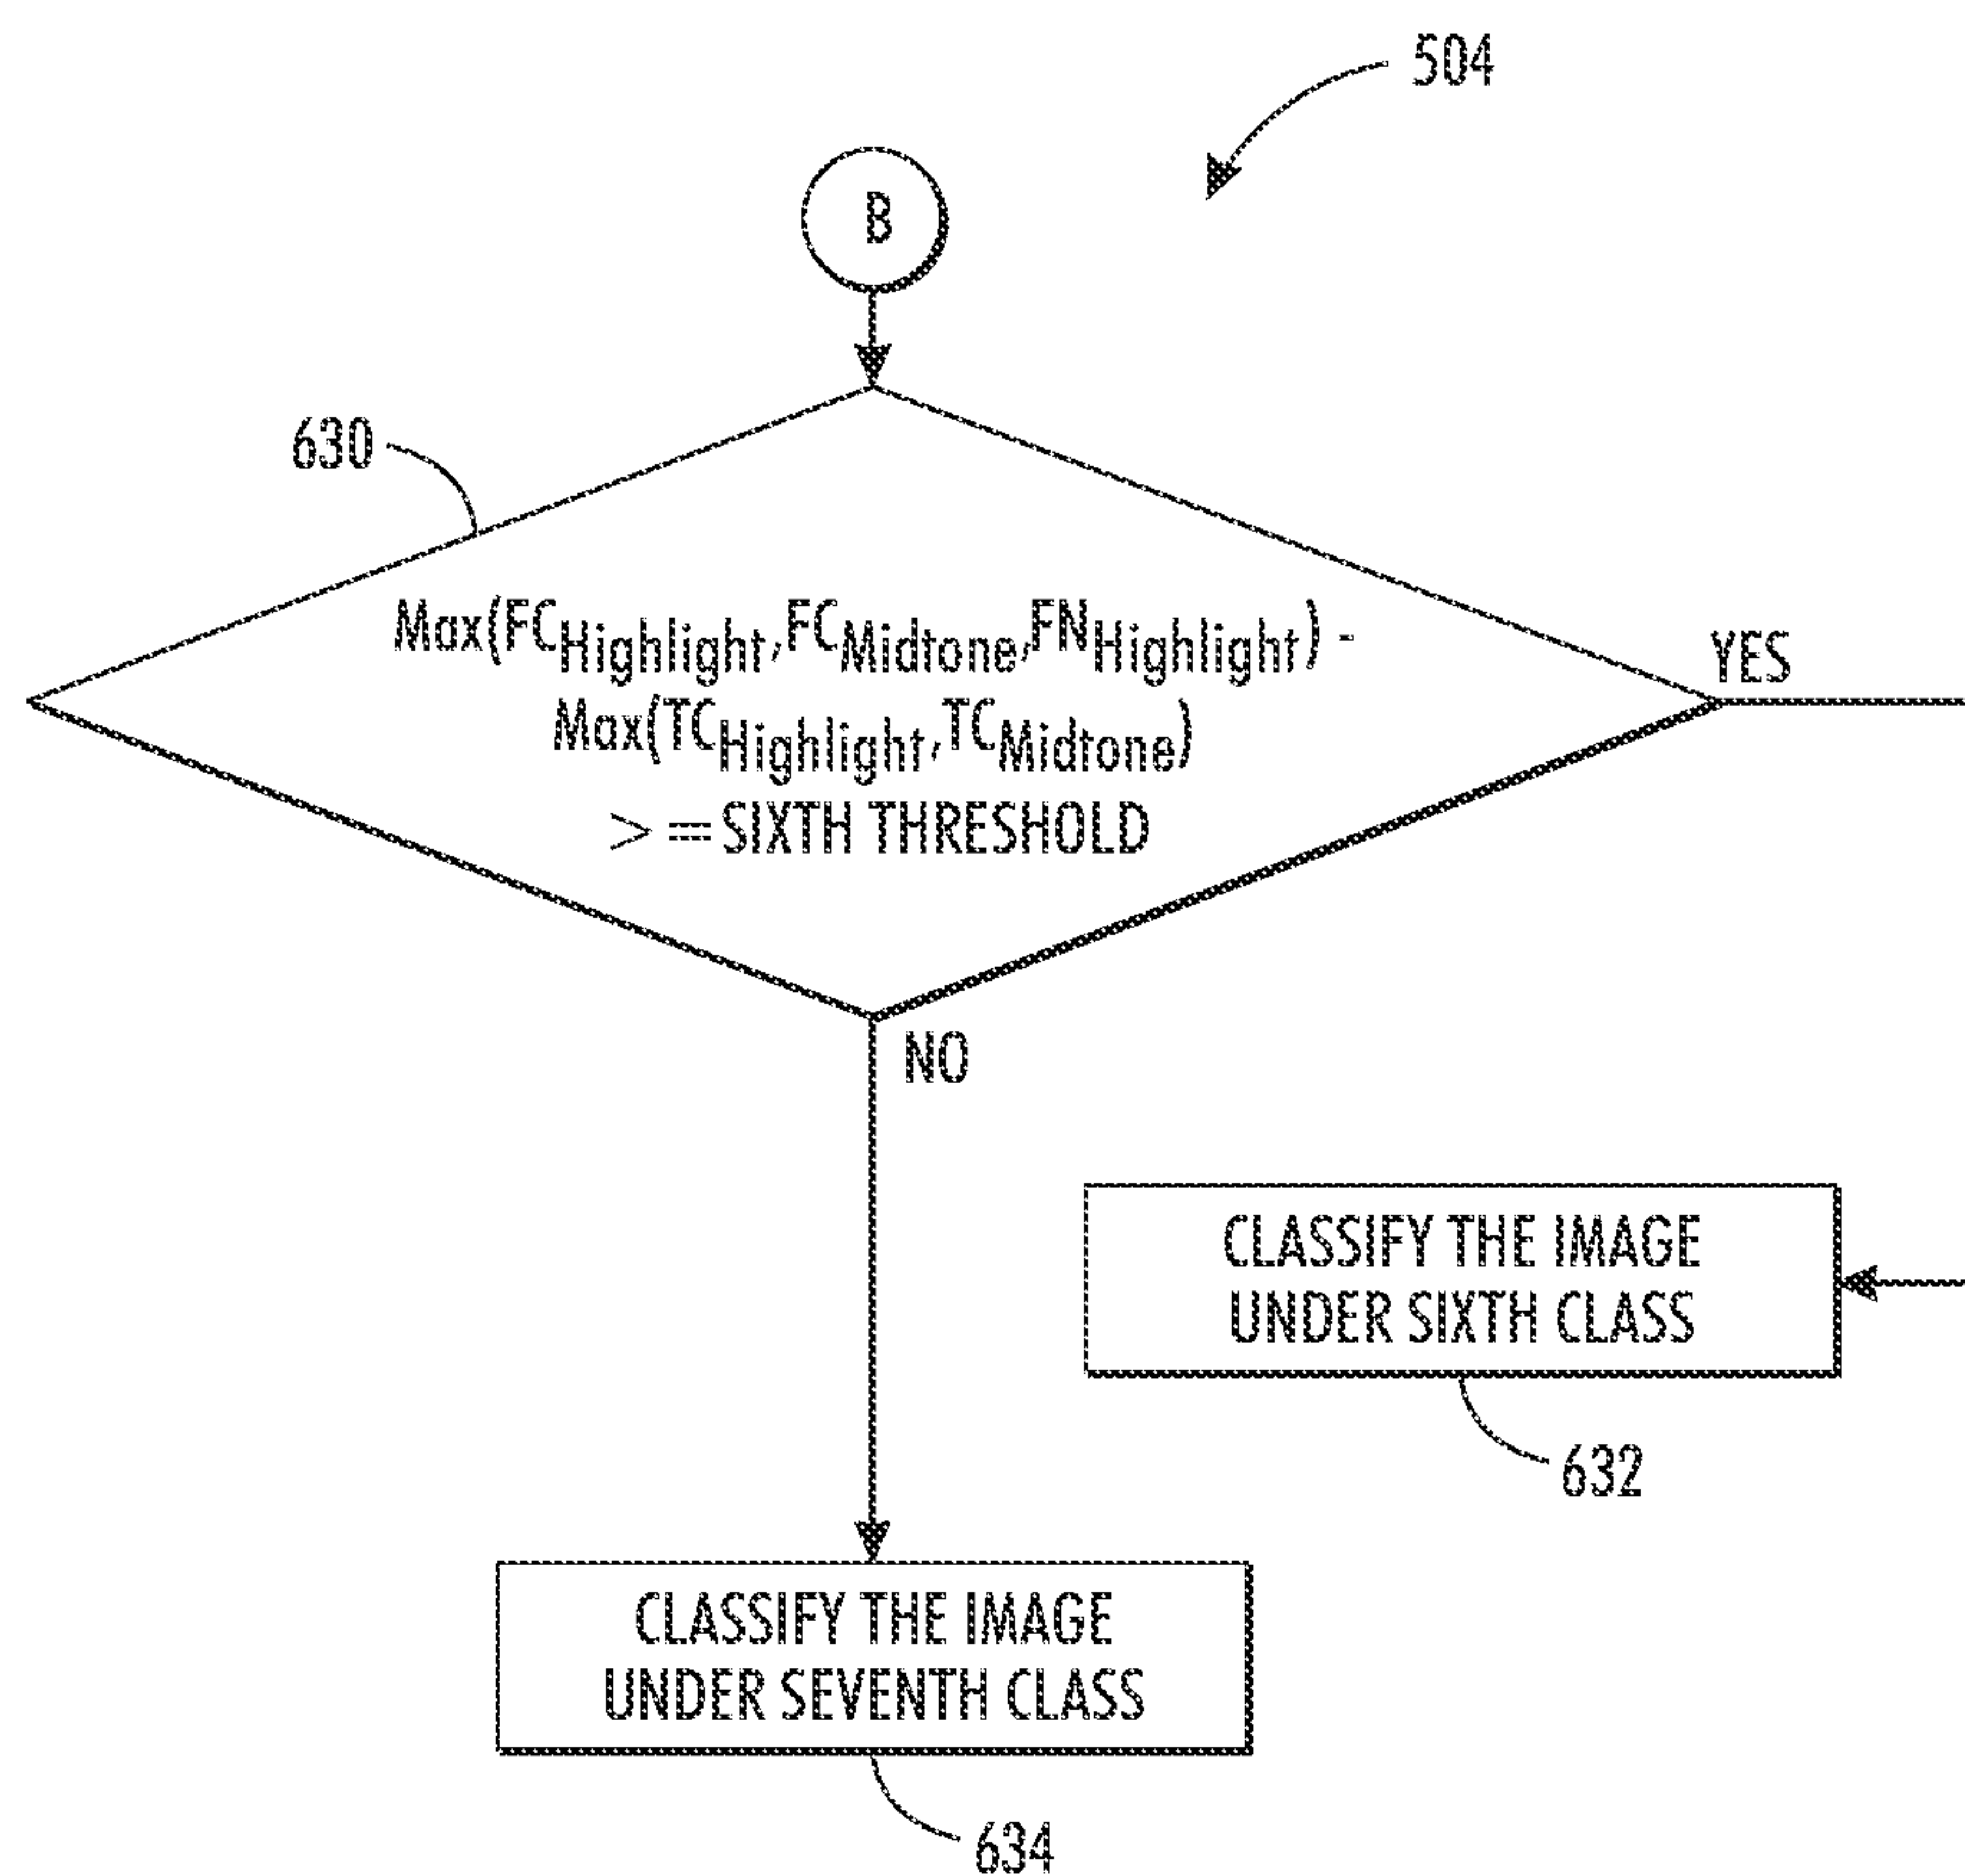 504
B
630
Max(FCHighlight,FCMidtone,FNHighlight) -
Max(TCHighlight,TCMidtone)
>= SIXTH THRESHOLD
YES
NO
CLASSIFY THE IMAGE
UNDER SIXTH CLASS
632
CLASSIFY THE IMAGE
UNDER SEVENTH CLASS
634